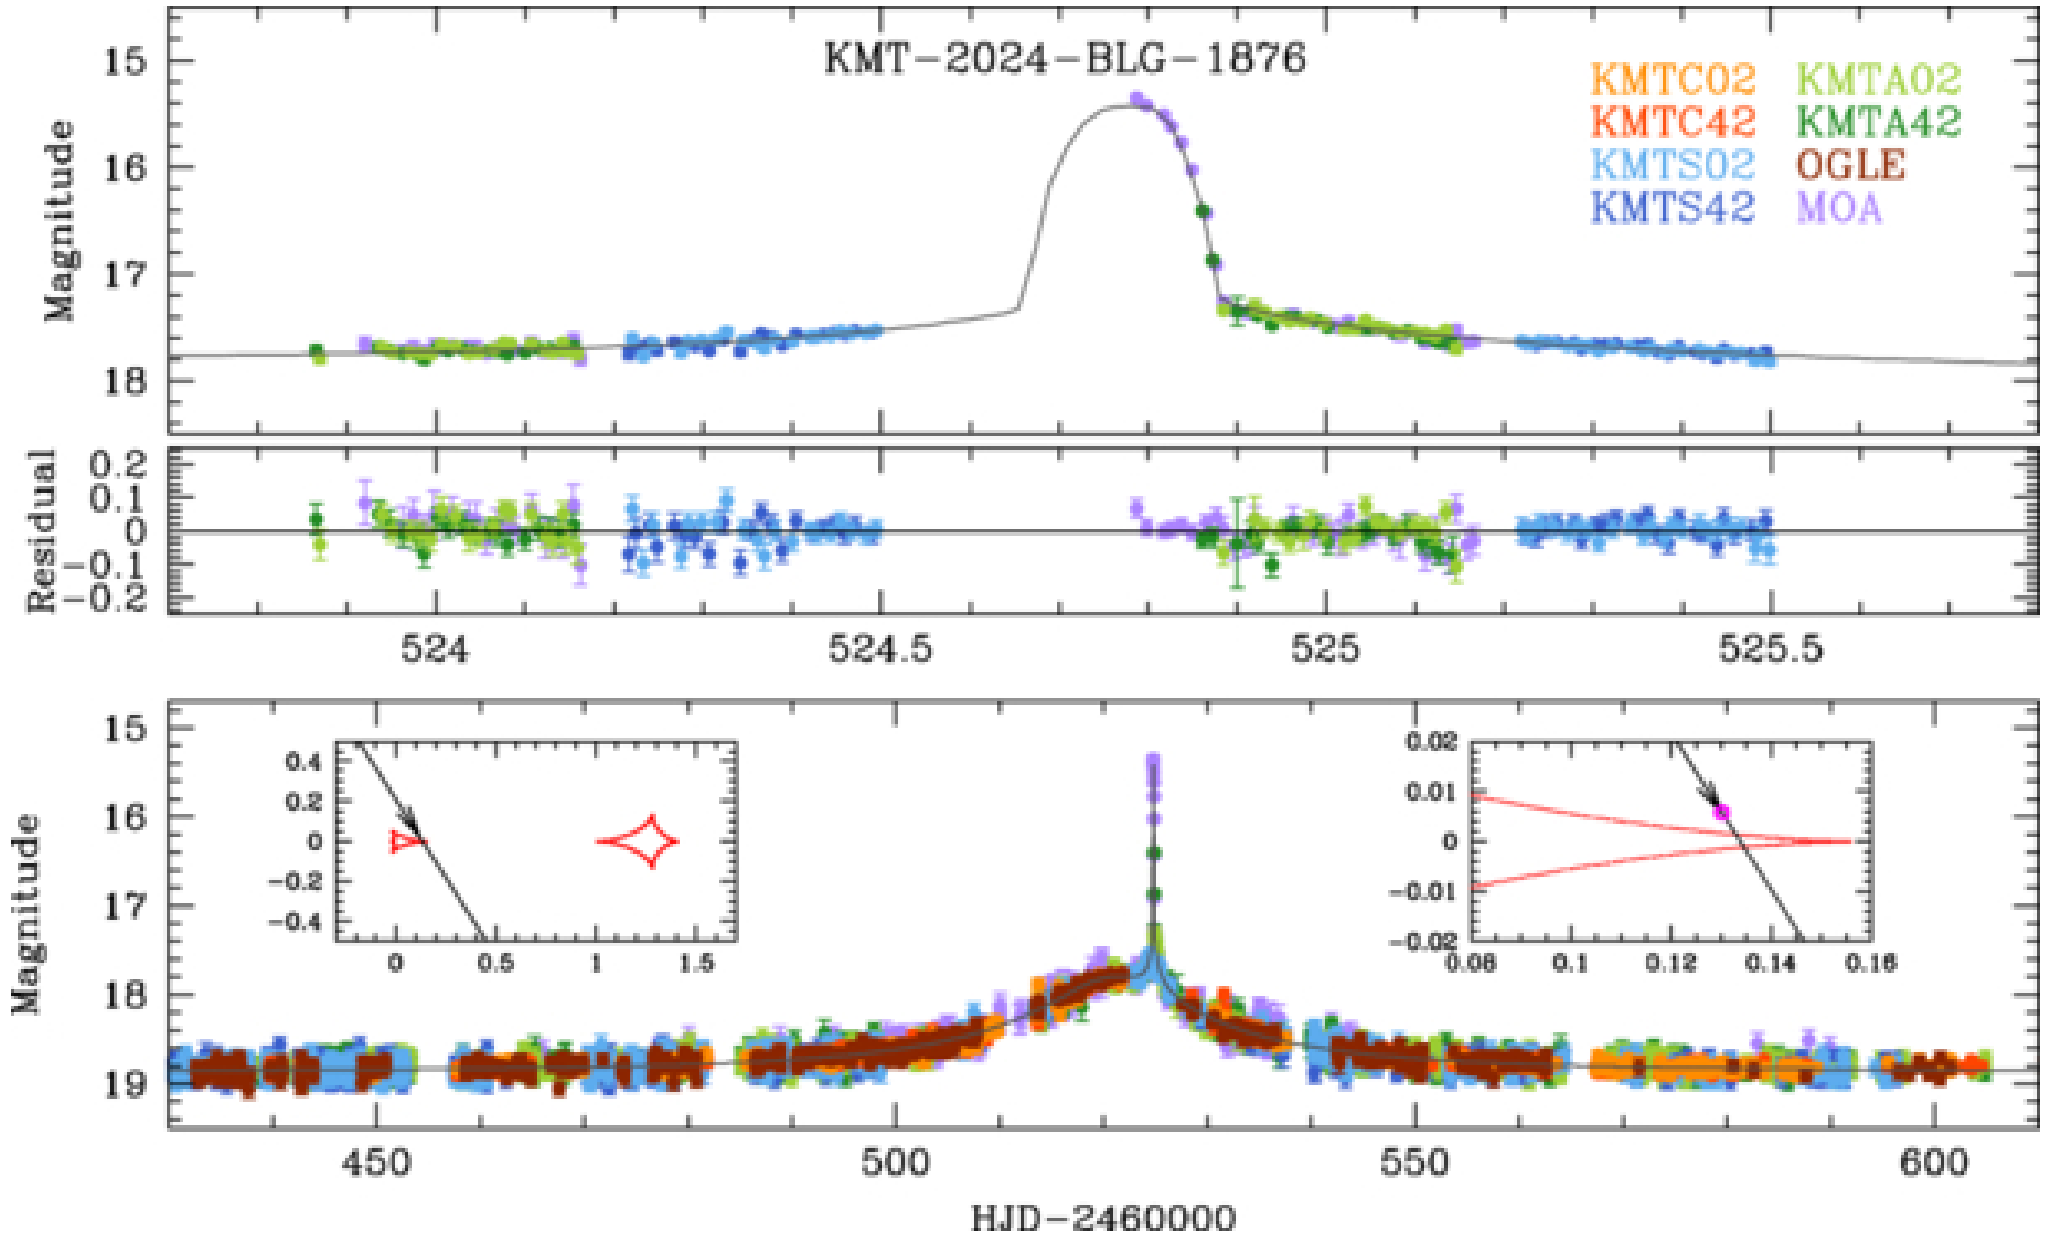 KMT-2024-BLG-1876
KMTC02 KMTA02
KMTC42 KMTA42
KMTS02 OGLE
KMTS42 MOA
Magnitude
15
16
17
18
Residual
0.2
0.1
0
-0.1
-0.2
524 524.5 525 525.5
Magnitude
15
16
17
18
19
0.4
0.2
0
-0.2
-0.4
0 0.5 1 1.5
0.02
0.01
0
-0.01
-0.02
0.08 0.1 0.12 0.14 0.16
450 500 550 600
HJD-2460000